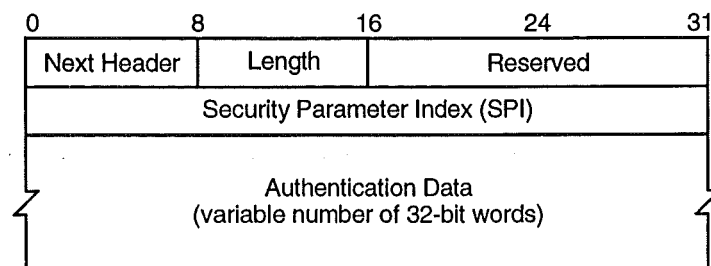 0 8 16 24 31
Next Header Length Reserved
Security Parameter Index (SPI)
Authentication Data
(variable number of 32-bit words)